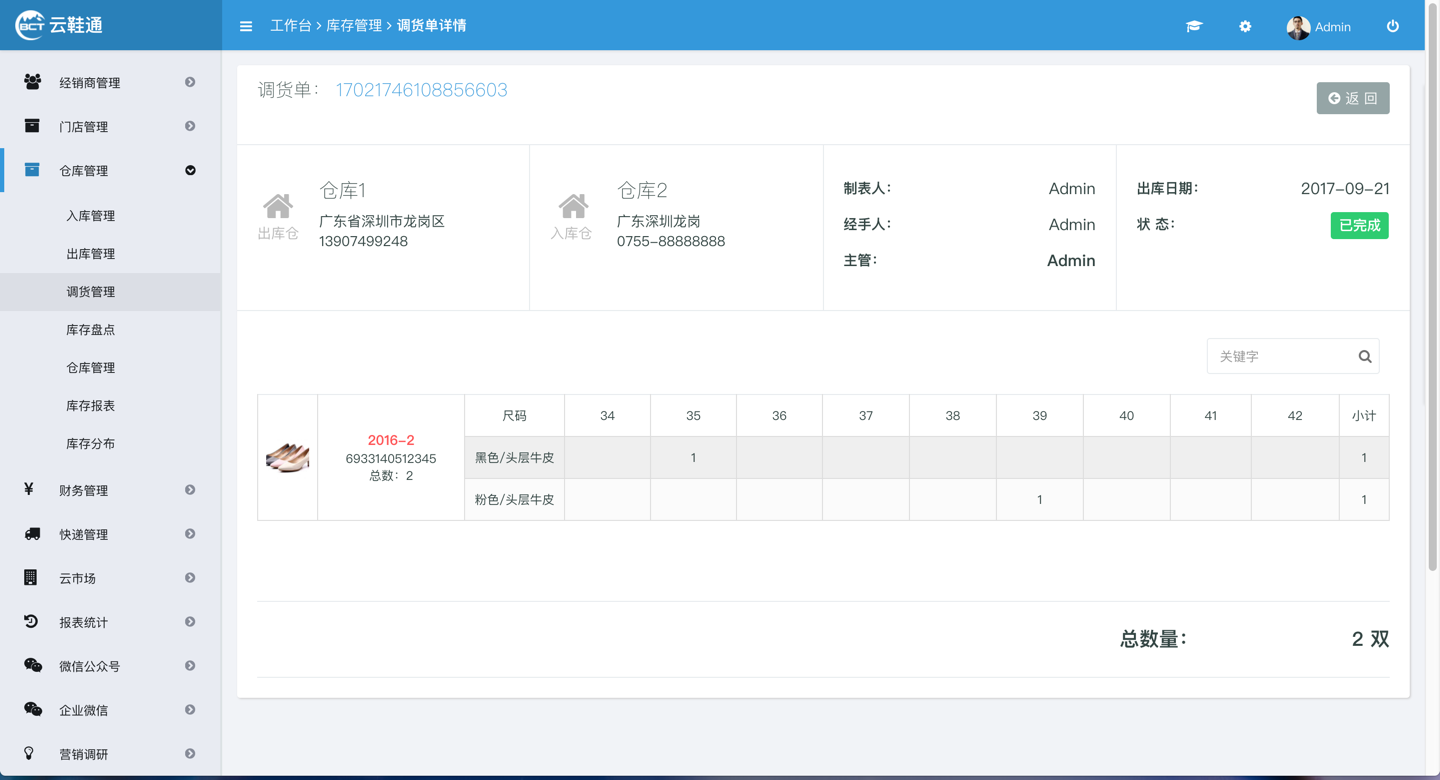 BCT 云鞋通
工作台 > 库存管理 > 调货单详情
Admin
经销商管理
门店管理
仓库管理
入库管理
出库管理
调货管理
库存盘点
仓库管理
库存报表
库存分布
¥ 财务管理
快递管理
云市场
报表统计
微信公众号
企业微信
营销调研
调货单： 17021746108856603
返 回
出库仓
仓库1
广东省深圳市龙岗区
13907499248
入库仓
仓库2
广东深圳龙岗
0755-88888888
制表人： Admin
经手人： Admin
主管： Admin
出库日期： 2017-09-21
状 态： 已完成
关键字
2016-2
6933140512345
总数：2
尺码 34 35 36 37 38 39 40 41 42 小计
黑色/头层牛皮 1 1
粉色/头层牛皮 1 1
总数量： 2 双